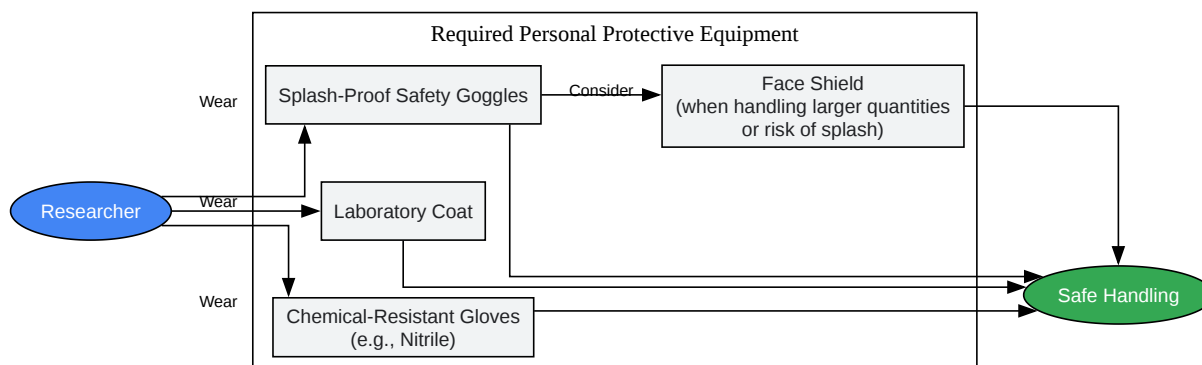 Required Personal Protective Equipment
Wear
Splash-Proof Safety Goggles
Consider
Face Shield
(when handling larger quantities
or risk of splash)
Researcher
Wear
Laboratory Coat
Wear
Chemical-Resistant Gloves
(e.g., Nitrile)
Safe Handling